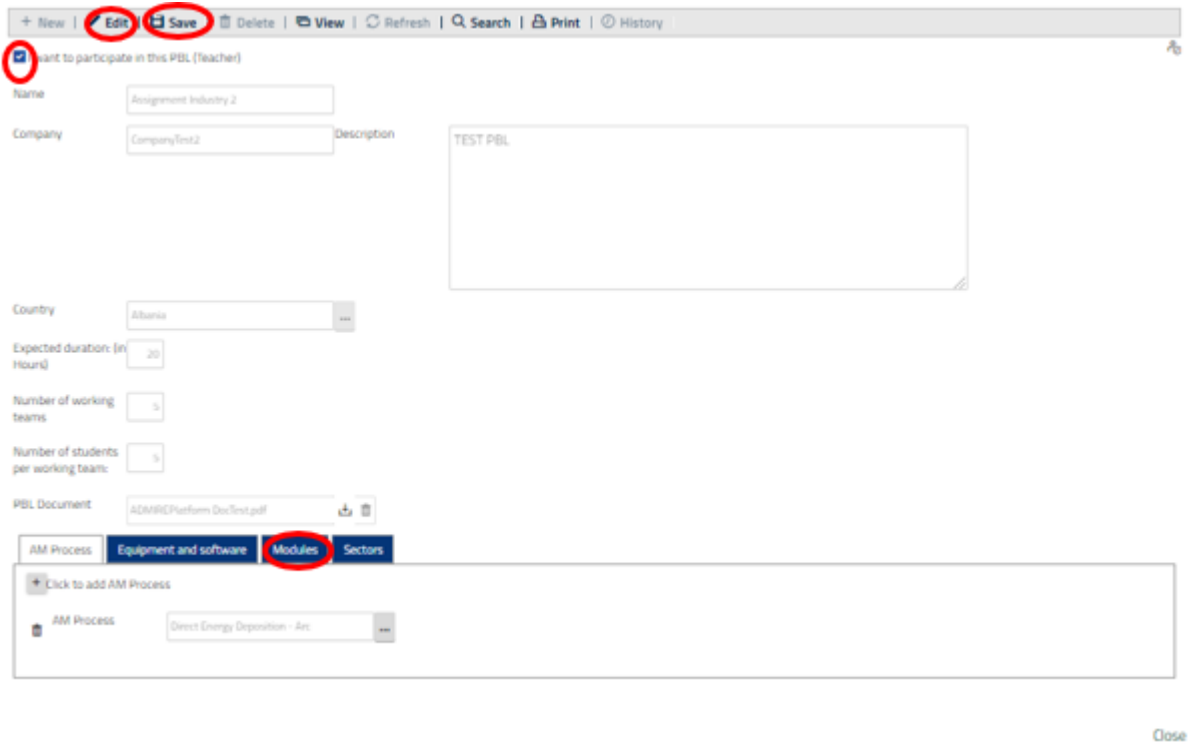 + New | Edit | Save | Delete | View | Refresh | Search | Print | History
want to participate in this PBL (Teacher)
Name Assignment Industry 2
Company CompanyTest2 Description TEST PBL
Country Albania ...
Expected duration: (in
Hours) 20
Number of working
teams 5
Number of students
per working team: 5
PBL Document ADMIREPlatform DocTest.pdf
AM Process Equipment and software Modules Sectors
+ Click to add AM Process
AM Process Direct Energy Deposition - Arc ...
Close